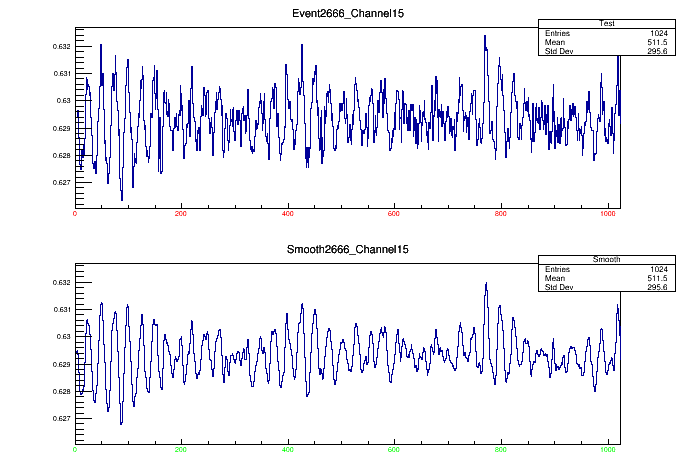 Event2666_Channel15
Test
Entries 1024
Mean 511.5
Std Dev 295.6
0.632
0.631
0.63
0.629
0.628
0.627
0 200 400 600 800 1000
Smooth2666_Channel15
Smooth
Entries 1024
Mean 511.5
Std Dev 295.6
0.632
0.631
0.63
0.629
0.628
0.627
0 200 400 600 800 1000